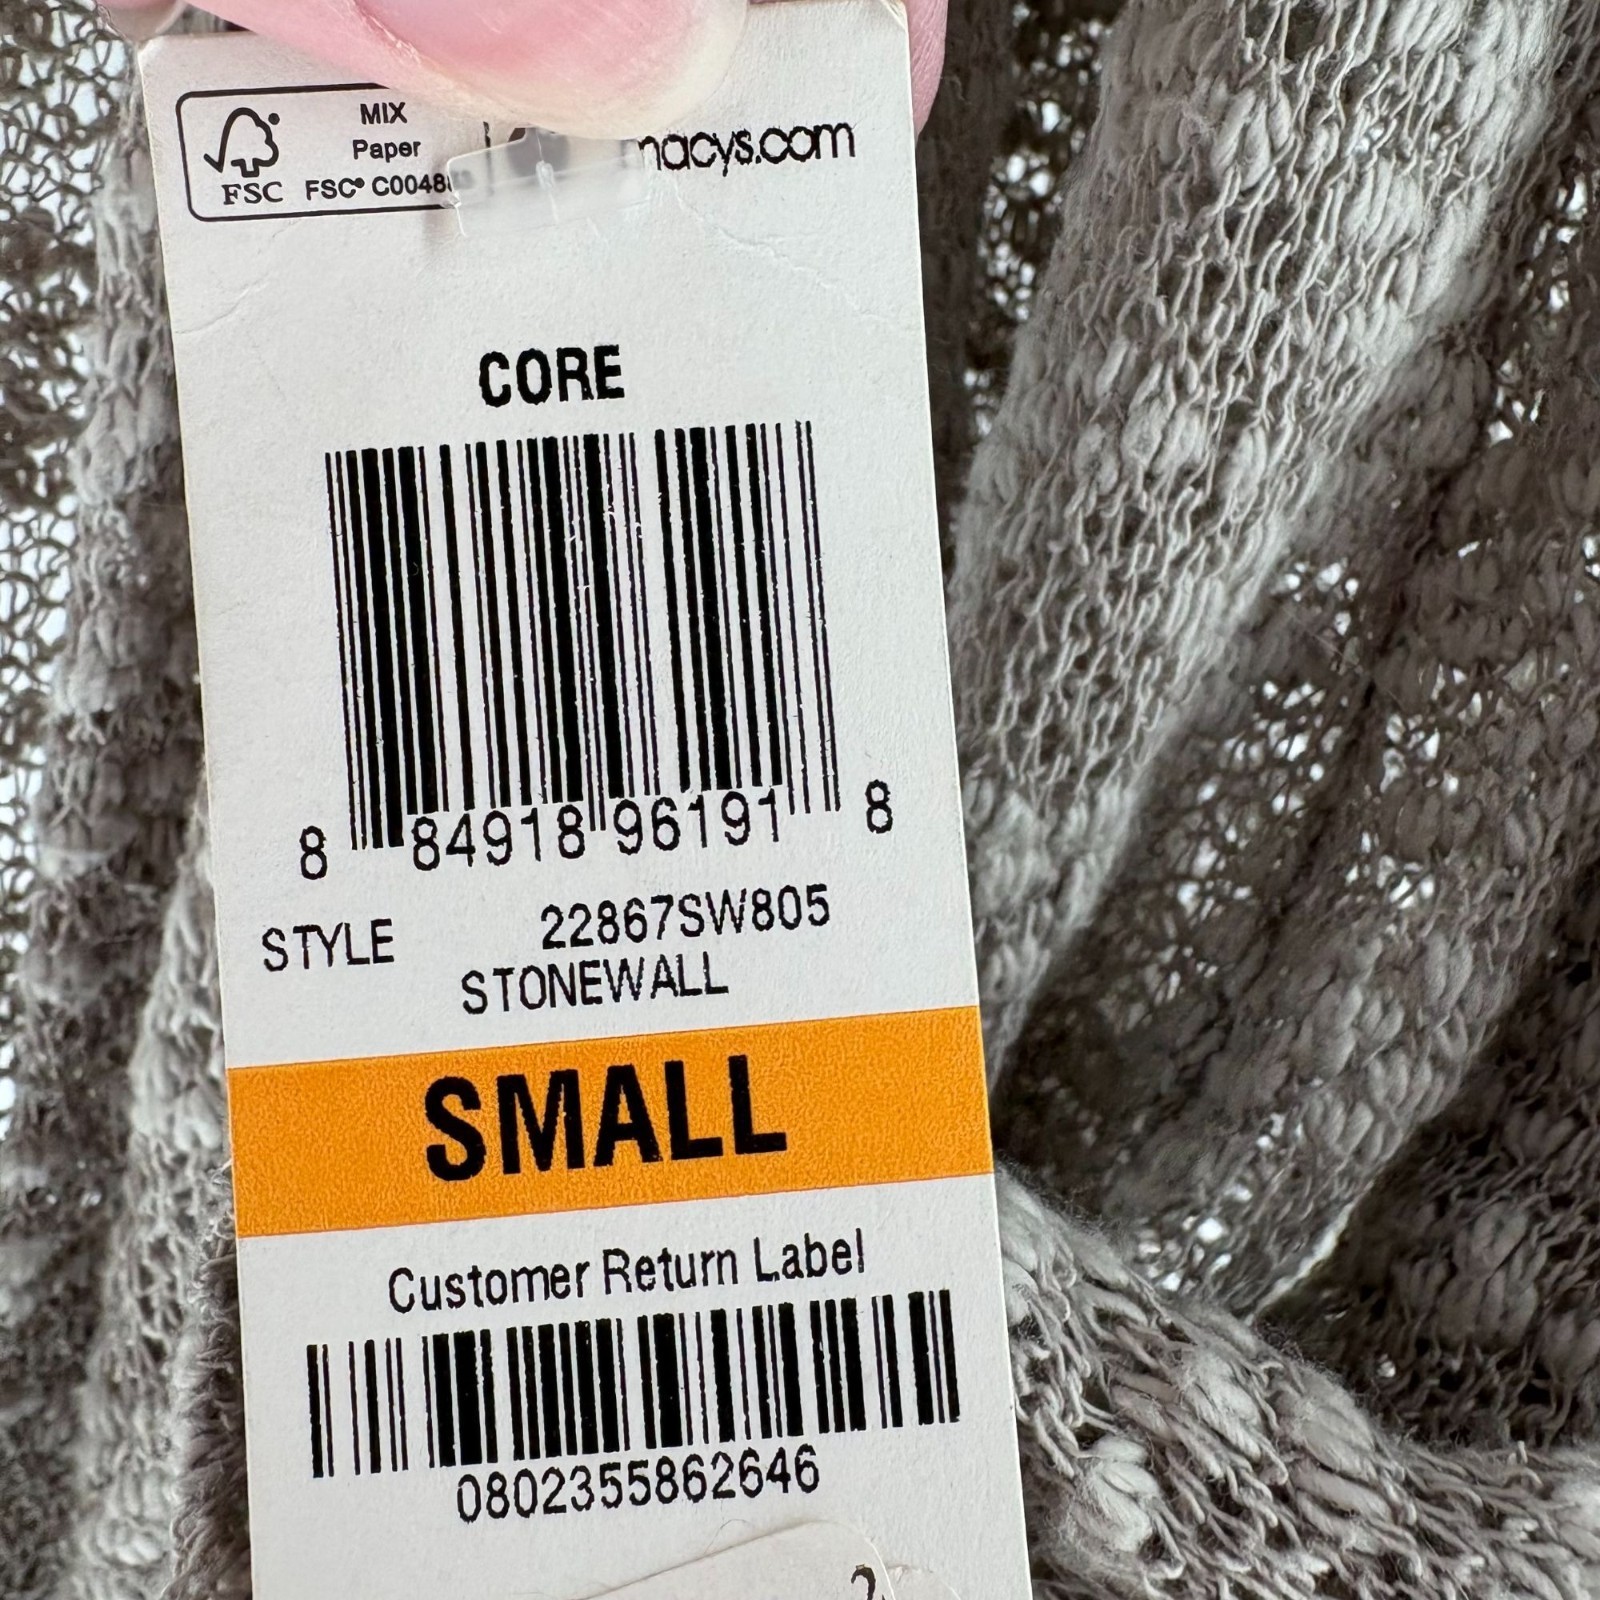 MIX
Paper
FSC
FSC® C0048
macys.com
CORE
8 84918 96191 8
STYLE 22867SW805
STONEWALL
SMALL
Customer Return Label
0802355862646